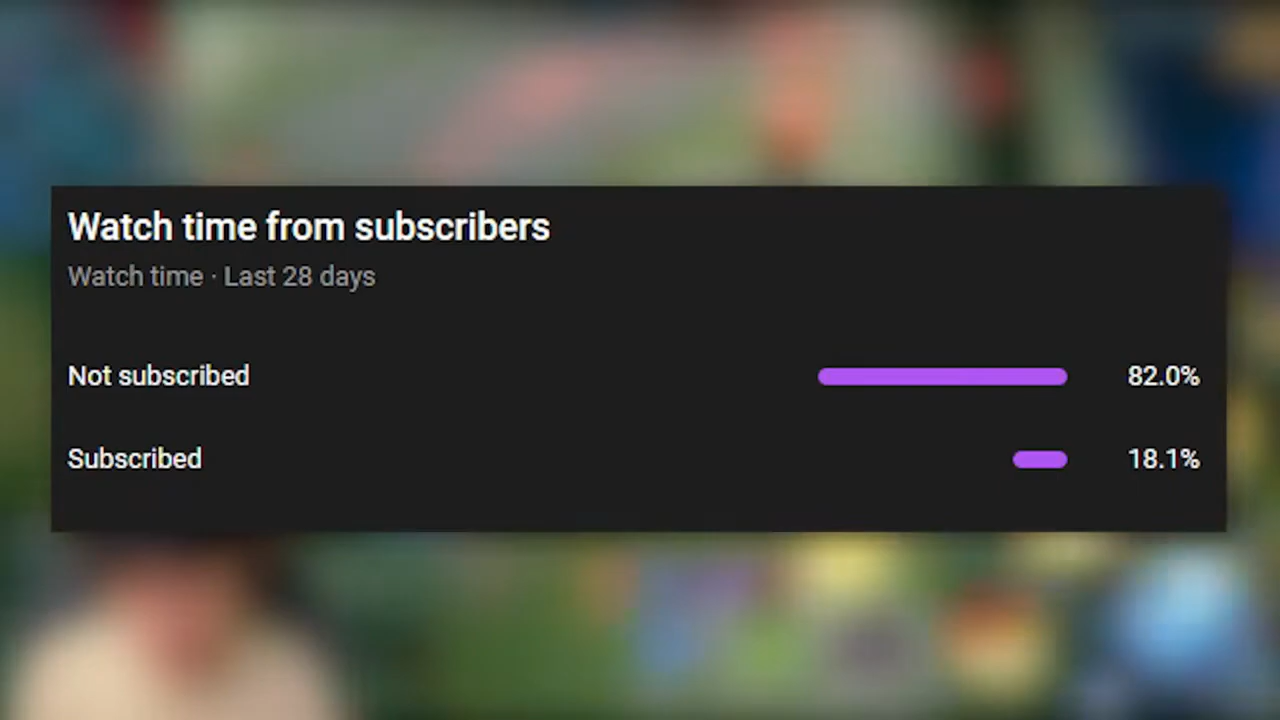 Watch time from subscribers
Watch time · Last 28 days
Not subscribed 82.0%
Subscribed 18.1%